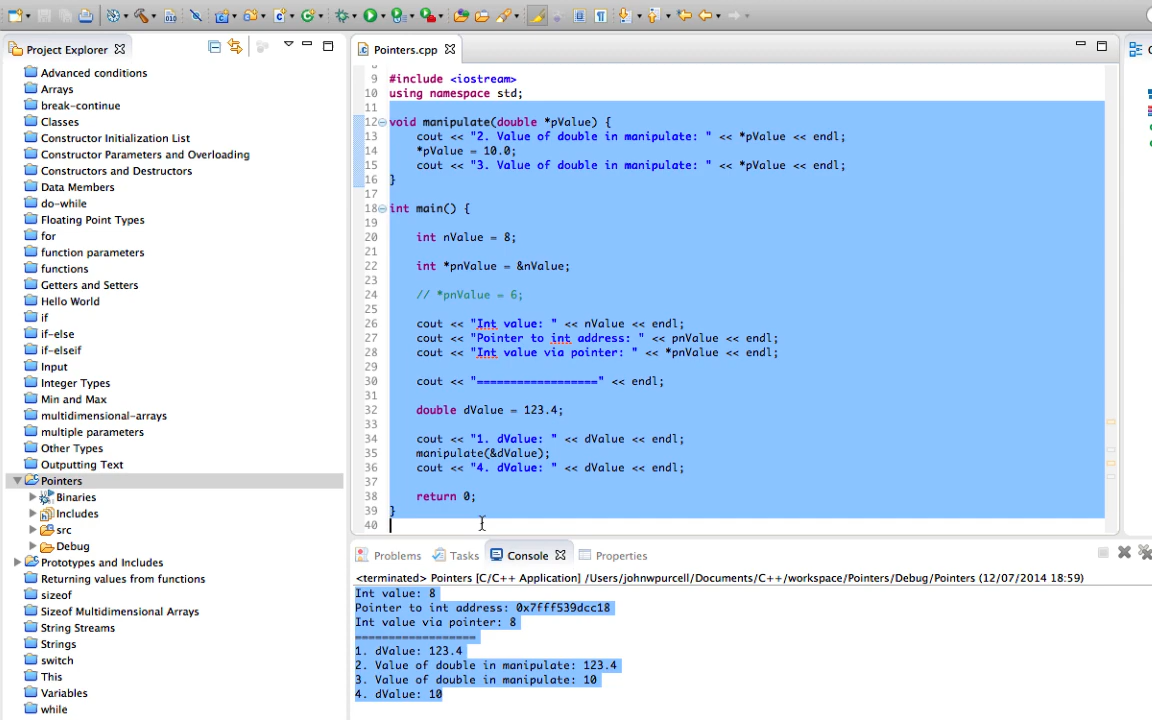 Project Explorer
Advanced conditions
Arrays
break-continue
Classes
Constructor Initialization List
Constructor Parameters and Overloading
Constructors and Destructors
Data Members
do-while
Floating Point Types
for
function parameters
functions
Getters and Setters
Hello World
if
if-else
if-elseif
Input
Integer Types
Min and Max
multidimensional-arrays
multiple parameters
Other Types
Outputting Text
Pointers
Binaries
Includes
src
Debug
Prototypes and Includes
Returning values from functions
sizeof
Sizeof Multidimensional Arrays
String Streams
Strings
switch
This
Variables
while
Pointers.cpp
9 #include <iostream>
10 using namespace std;
11
12 void manipulate(double *pValue) {
13 cout << "2. Value of double in manipulate: " << *pValue << endl;
14 *pValue = 10.0;
15 cout << "3. Value of double in manipulate: " << *pValue << endl;
16 }
17
18 int main() {
19
20 int nValue = 8;
21
22 int *pnValue = &nValue;
23
24 // *pnValue = 6;
25
26 cout << "Int value: " << nValue << endl;
27 cout << "Pointer to int address: " << pnValue << endl;
28 cout << "Int value via pointer: " << *pnValue << endl;
29
30 cout << "==================" << endl;
31
32 double dValue = 123.4;
33
34 cout << "1. dValue: " << dValue << endl;
35 manipulate(&dValue);
36 cout << "4. dValue: " << dValue << endl;
37
38 return 0;
39 }
40
Problems Tasks Console Properties
<terminated> Pointers [C/C++ Application] /Users/johnwpurcell/Documents/C++/workspace/Pointers/Debug/Pointers (12/07/2014 18:59)
Int value: 8
Pointer to int address: 0x7fff539dcc18
Int value via pointer: 8
==================
1. dValue: 123.4
2. Value of double in manipulate: 123.4
3. Value of double in manipulate: 10
4. dValue: 10